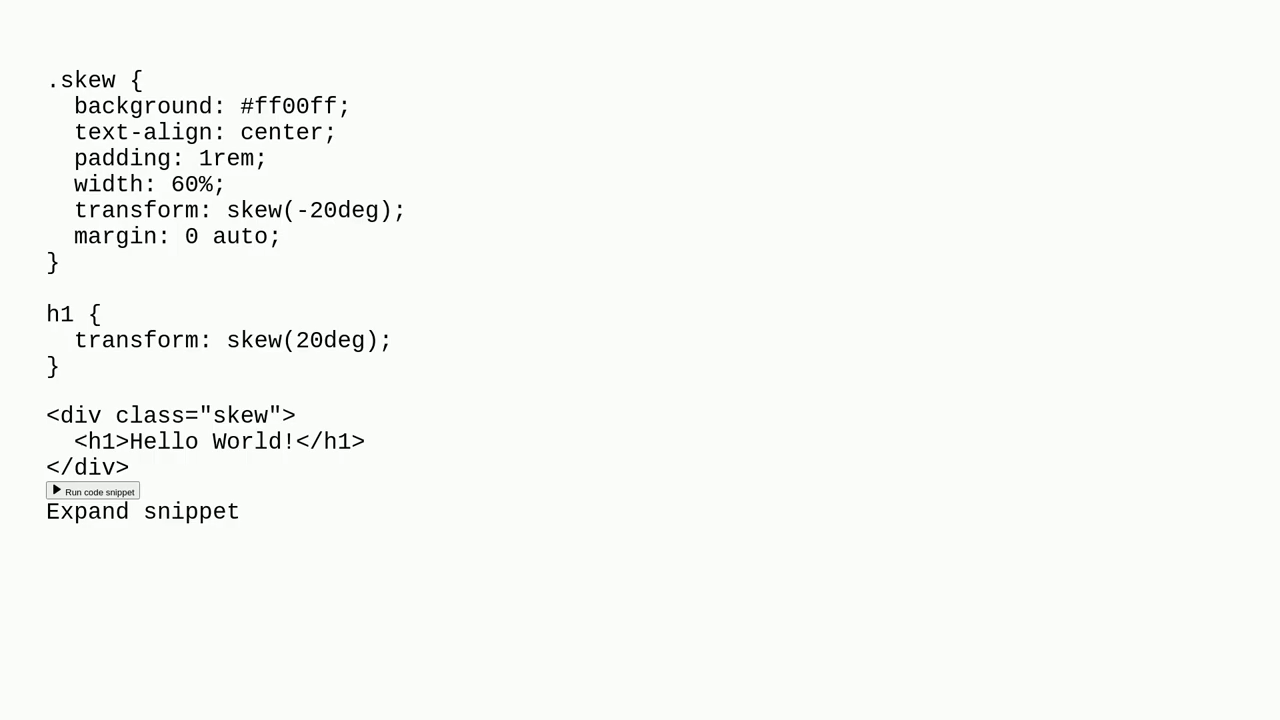 .skew {
  background: #ff00ff;
  text-align: center;
  padding: 1rem;
  width: 60%;
  transform: skew(-20deg);
  margin: 0 auto;
}

h1 {
  transform: skew(20deg);
}

<div class="skew">
  <h1>Hello World!</h1>
</div>
Run code snippet
Expand snippet